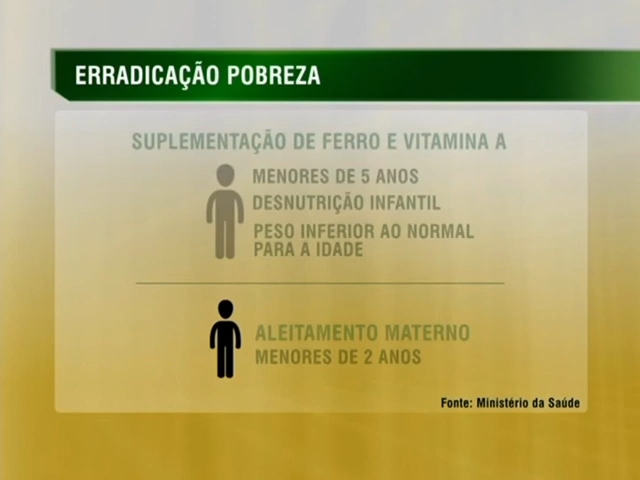 ERRADICAÇÃO POBREZA
SUPLEMENTAÇÃO DE FERRO E VITAMINA A
MENORES DE 5 ANOS
DESNUTRIÇÃO INFANTIL
PESO INFERIOR AO NORMAL
PARA A IDADE
ALEITAMENTO MATERNO
MENORES DE 2 ANOS
Fonte: Ministério da Saúde